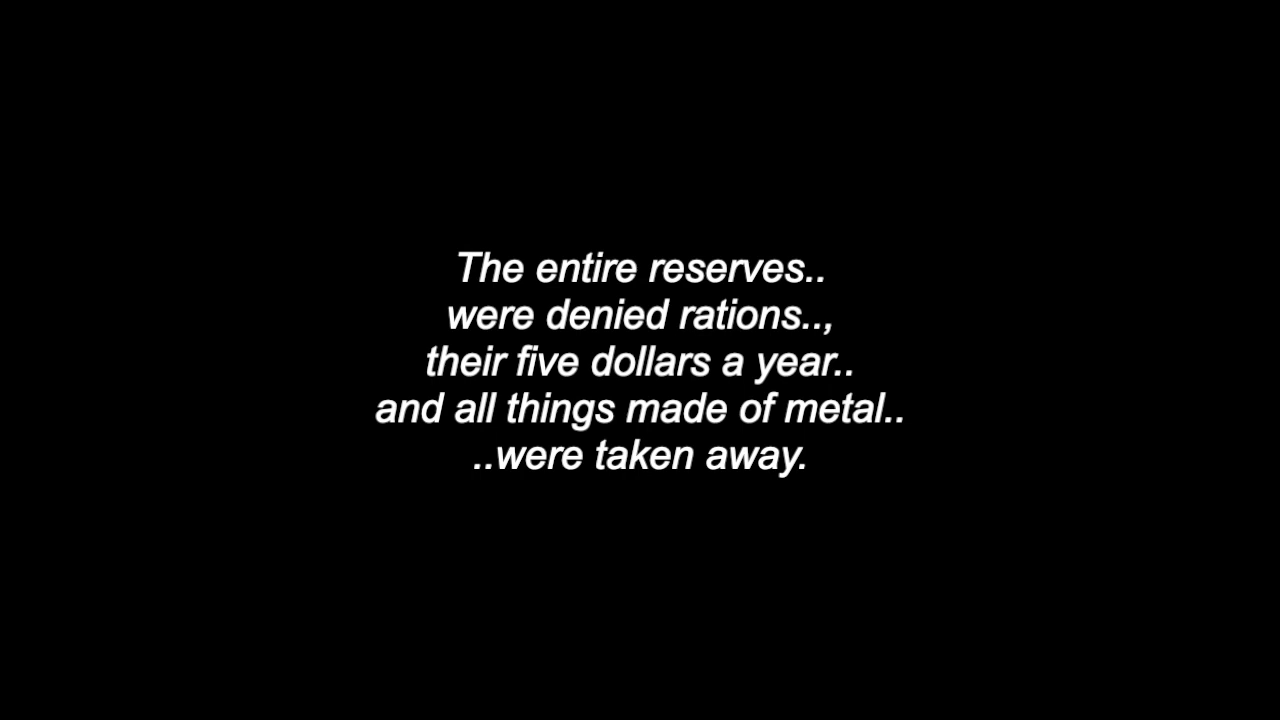 The entire reserves..
were denied rations..,
their five dollars a year..
and all things made of metal..
..were taken away.